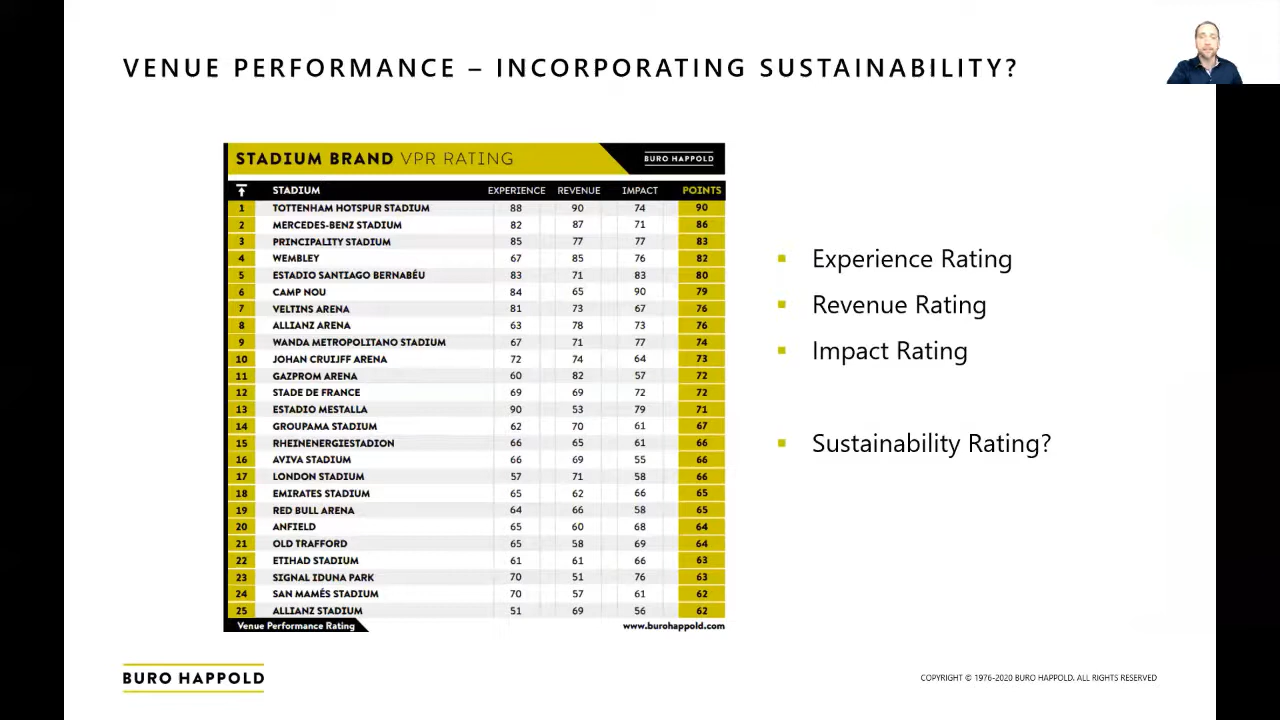 VENUE PERFORMANCE – INCORPORATING SUSTAINABILITY?
STADIUM BRAND VPR RATING BURO HAPPOLD
STADIUM EXPERIENCE REVENUE IMPACT POINTS
1 TOTTENHAM HOTSPUR STADIUM 88 90 74 90
2 MERCEDES-BENZ STADIUM 82 87 71 86
3 PRINCIPALITY STADIUM 85 77 77 83
4 WEMBLEY 67 85 76 82
5 ESTADIO SANTIAGO BERNABÉU 83 71 83 80
6 CAMP NOU 84 65 90 79
7 VELTINS ARENA 81 73 67 76
8 ALLIANZ ARENA 63 78 73 76
9 WANDA METROPOLITANO STADIUM 67 71 77 74
10 JOHAN CRUIJFF ARENA 72 74 64 73
11 GAZPROM ARENA 60 82 57 72
12 STADE DE FRANCE 69 69 72 72
13 ESTADIO MESTALLA 90 53 79 71
14 GROUPAMA STADIUM 62 70 61 67
15 RHEINENERGIESTADION 66 65 61 66
16 AVIVA STADIUM 66 69 55 66
17 LONDON STADIUM 57 71 58 66
18 EMIRATES STADIUM 65 62 66 65
19 RED BULL ARENA 64 66 58 65
20 ANFIELD 65 60 68 64
21 OLD TRAFFORD 65 58 69 64
22 ETIHAD STADIUM 61 61 66 63
23 SIGNAL IDUNA PARK 70 51 76 63
24 SAN MAMÉS STADIUM 70 57 61 62
25 ALLIANZ STADIUM 51 69 56 62
Venue Performance Rating www.burohappold.com
Experience Rating
Revenue Rating
Impact Rating
Sustainability Rating?
BURO HAPPOLD
COPYRIGHT © 1976-2020 BURO HAPPOLD. ALL RIGHTS RESERVED